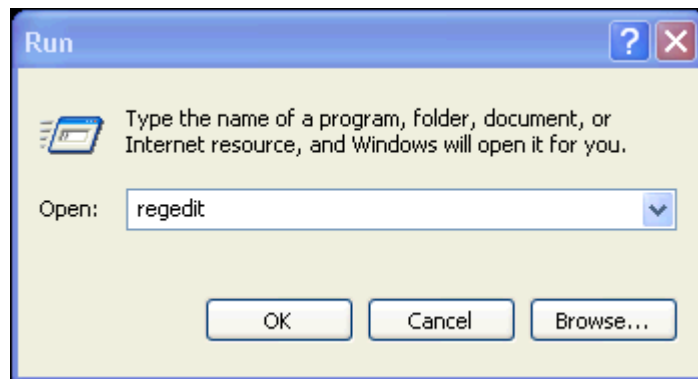 Run
?
Type the name of a program, folder, document, or
Internet resource, and Windows will open it for you.
Open: regedit
OK Cancel Browse...